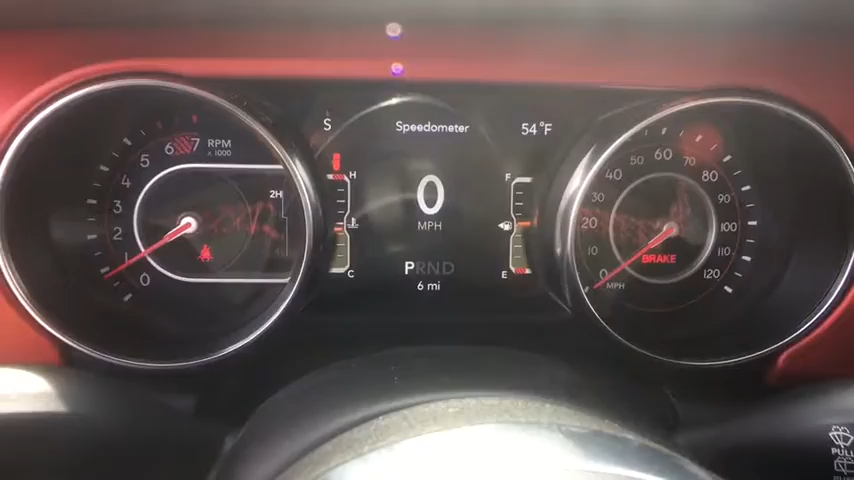 S
Speedometer
54°F
RPM
x 1000
7
6
5
4
3
2
1
0
2H
H
C
0
MPH
PRND
6 mi
F
E
0
10
20
30
40
50
60
70
80
90
100
110
120
MPH
BRAKE
PULL